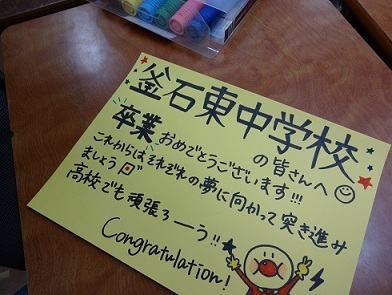 釜石東中学校
の皆さんへ
卒業おめでとうございます!!!
これからはそれぞれの夢に向かって突き進み
ましょう
高校でも頑張ろーう!!
Congratulation!